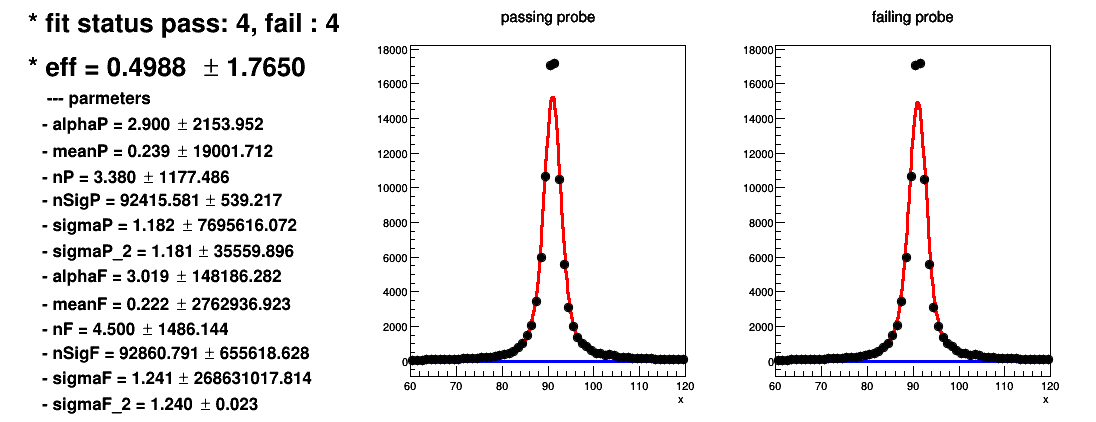 * fit status pass: 4, fail : 4
* eff = 0.4988 ± 1.7650
--- parmeters
- alphaP = 2.900 ± 2153.952
- meanP = 0.239 ± 19001.712
- nP = 3.380 ± 1177.486
- nSigP = 92415.581 ± 539.217
- sigmaP = 1.182 ± 7695616.072
- sigmaP_2 = 1.181 ± 35559.896
- alphaF = 3.019 ± 148186.282
- meanF = 0.222 ± 2762936.923
- nF = 4.500 ± 1486.144
- nSigF = 92860.791 ± 655618.628
- sigmaF = 1.241 ± 268631017.814
- sigmaF_2 = 1.240 ± 0.023
passing probe
18000
16000
14000
12000
10000
8000
6000
4000
2000
0
60 70 80 90 100 110 120
x
failing probe
18000
16000
14000
12000
10000
8000
6000
4000
2000
0
60 70 80 90 100 110 120
x